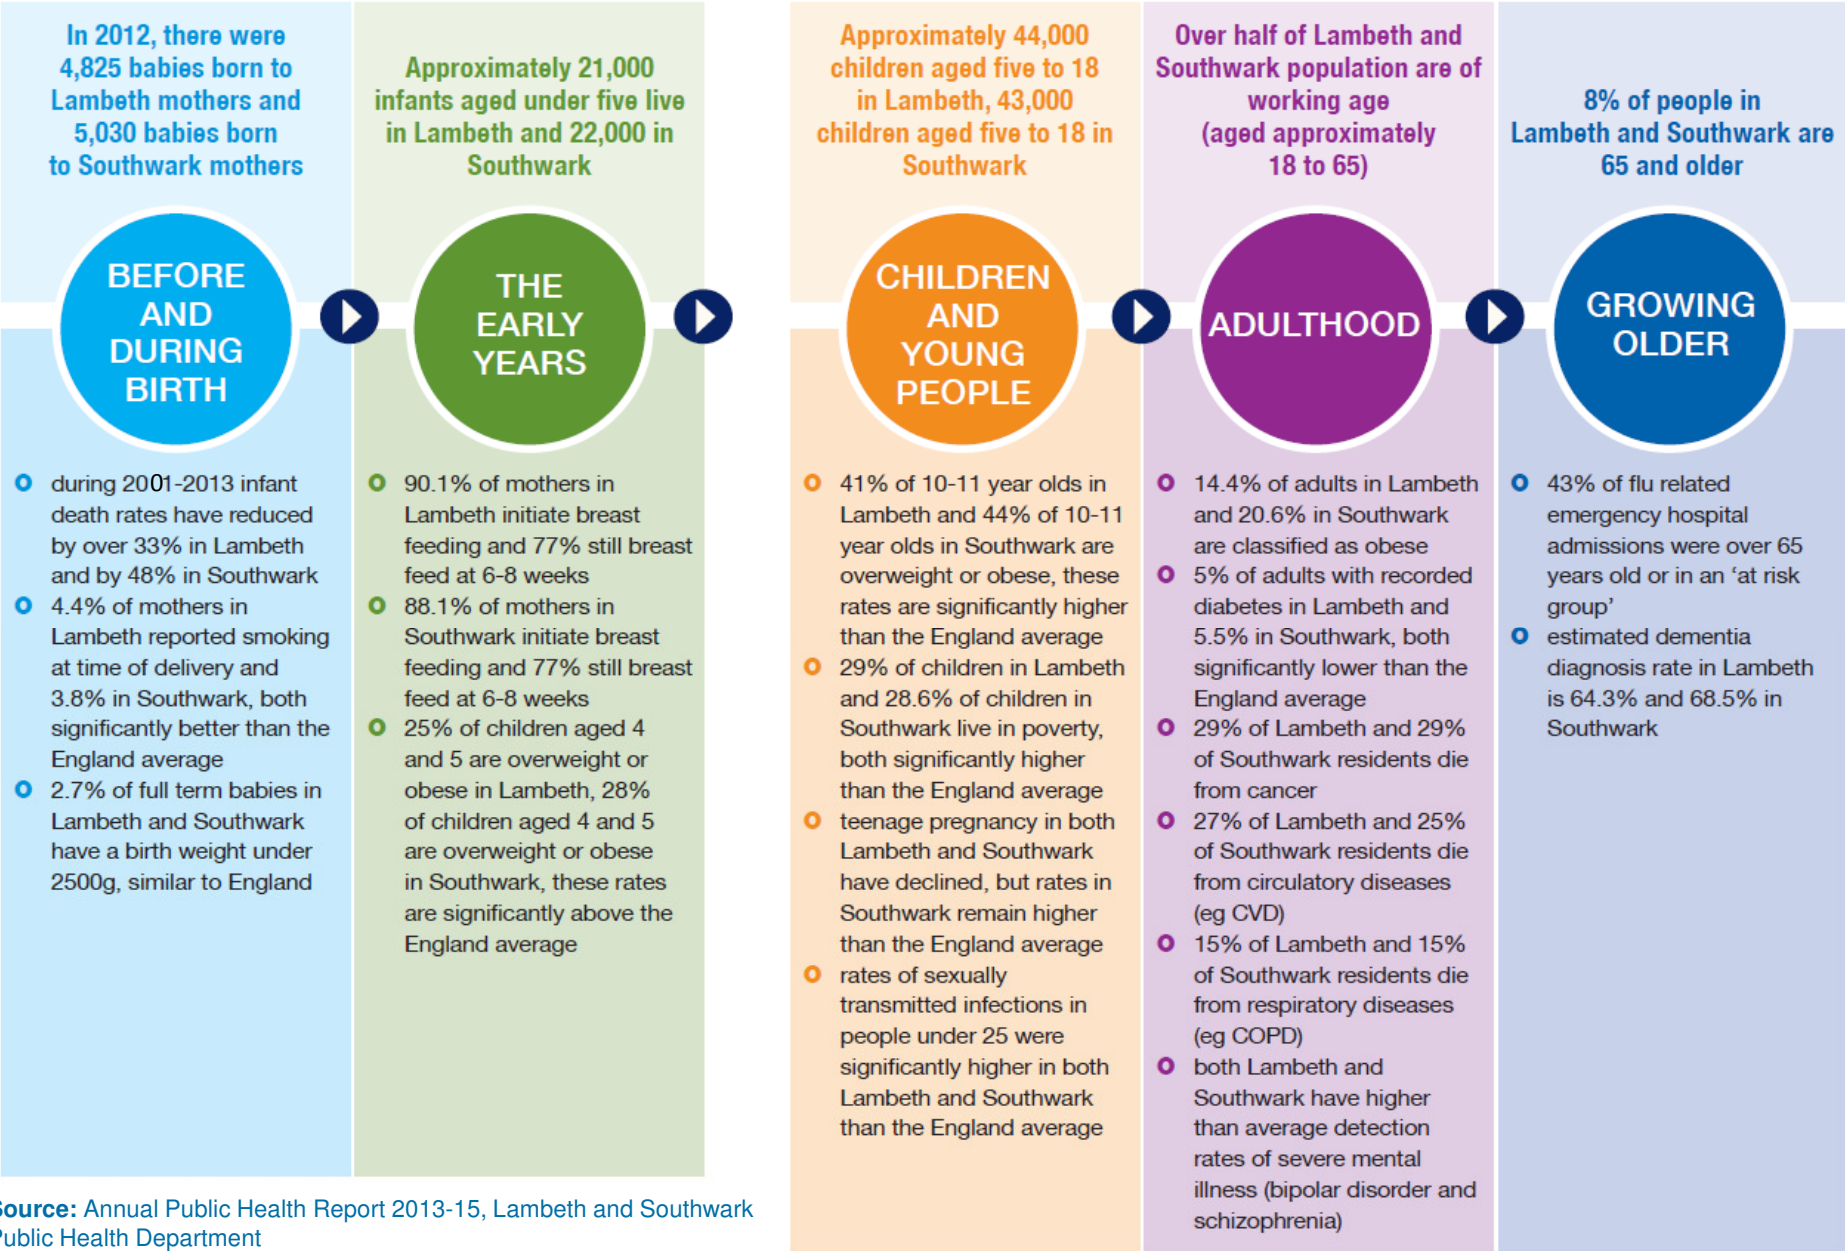 In 2012, there were
4,825 babies born to
Lambeth mothers and
5,030 babies born
to Southwark mothers
BEFORE
AND
DURING
BIRTH
during 2001-2013 infant
death rates have reduced
by over 33% in Lambeth
and by 48% in Southwark
4.4% of mothers in
Lambeth reported smoking
at time of delivery and
3.8% in Southwark, both
significantly better than the
England average
2.7% of full term babies in
Lambeth and Southwark
have a birth weight under
2500g, similar to England
Approximately 21,000
infants aged under five live
in Lambeth and 22,000 in
Southwark
THE
EARLY
YEARS
90.1% of mothers in
Lambeth initiate breast
feeding and 77% still breast
feed at 6-8 weeks
88.1% of mothers in
Southwark initiate breast
feeding and 77% still breast
feed at 6-8 weeks
25% of children aged 4
and 5 are overweight or
obese in Lambeth, 28%
of children aged 4 and 5
are overweight or obese
in Southwark, these rates
are significantly above the
England average
Approximately 44,000
children aged five to 18
in Lambeth, 43,000
children aged five to 18 in
Southwark
CHILDREN
AND
YOUNG
PEOPLE
41% of 10-11 year olds in
Lambeth and 44% of 10-11
year olds in Southwark are
overweight or obese, these
rates are significantly higher
than the England average
29% of children in Lambeth
and 28.6% of children in
Southwark live in poverty,
both significantly higher
than the England average
teenage pregnancy in both
Lambeth and Southwark
have declined, but rates in
Southwark remain higher
than the England average
rates of sexually
transmitted infections in
people under 25 were
significantly higher in both
Lambeth and Southwark
than the England average
Over half of Lambeth and
Southwark population are of
working age
(aged approximately
18 to 65)
ADULTHOOD
14.4% of adults in Lambeth
and 20.6% in Southwark
are classified as obese
5% of adults with recorded
diabetes in Lambeth and
5.5% in Southwark, both
significantly lower than the
England average
29% of Lambeth and 29%
of Southwark residents die
from cancer
27% of Lambeth and 25%
of Southwark residents die
from circulatory diseases
(eg CVD)
15% of Lambeth and 15%
of Southwark residents die
from respiratory diseases
(eg COPD)
both Lambeth and
Southwark have higher
than average detection
rates of severe mental
illness (bipolar disorder and
schizophrenia)
8% of people in
Lambeth and Southwark are
65 and older
GROWING
OLDER
43% of flu related
emergency hospital
admissions were over 65
years old or in an ‘at risk
group’
estimated dementia
diagnosis rate in Lambeth
is 64.3% and 68.5% in
Southwark
Source: Annual Public Health Report 2013-15, Lambeth and Southwark
Public Health Department